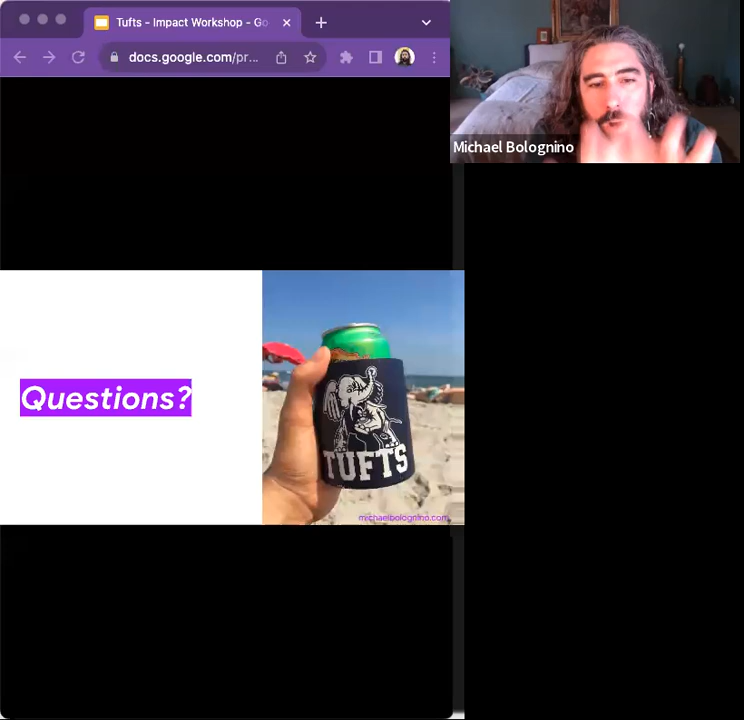 Tufts - Impact Workshop - Go
docs.google.com/pr...
Michael Bolognino
Questions?
TUFTS
michaelbolognino.com